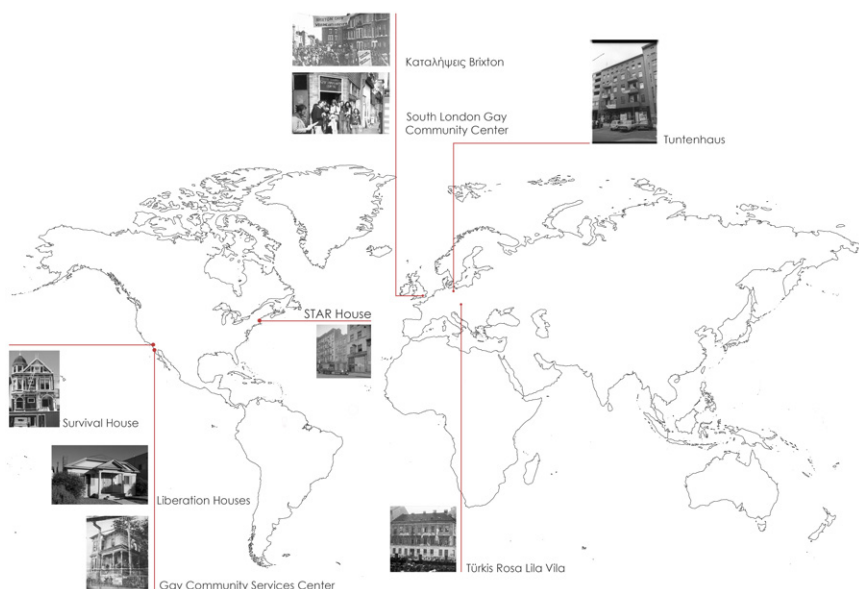 Καταλήψεις Brixton
South London Gay
Community Center
Tuntenhaus
STAR House
Survival House
Liberation Houses
Gay Community Services Center
Türkis Rosa Lila Vila